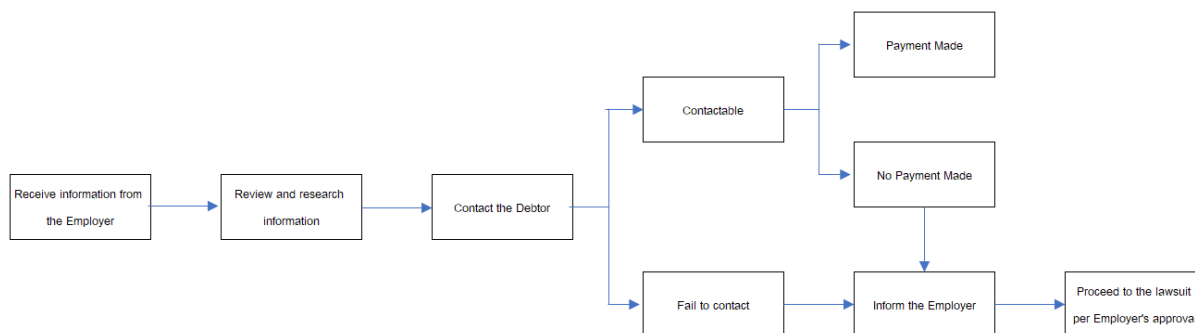 Payment Made
Contactable
No Payment Made
Receive information from
the Employer
Review and research
information
Contact the Debtor
Fail to contact
Inform the Employer
Proceed to the lawsuit
per Employer's approva